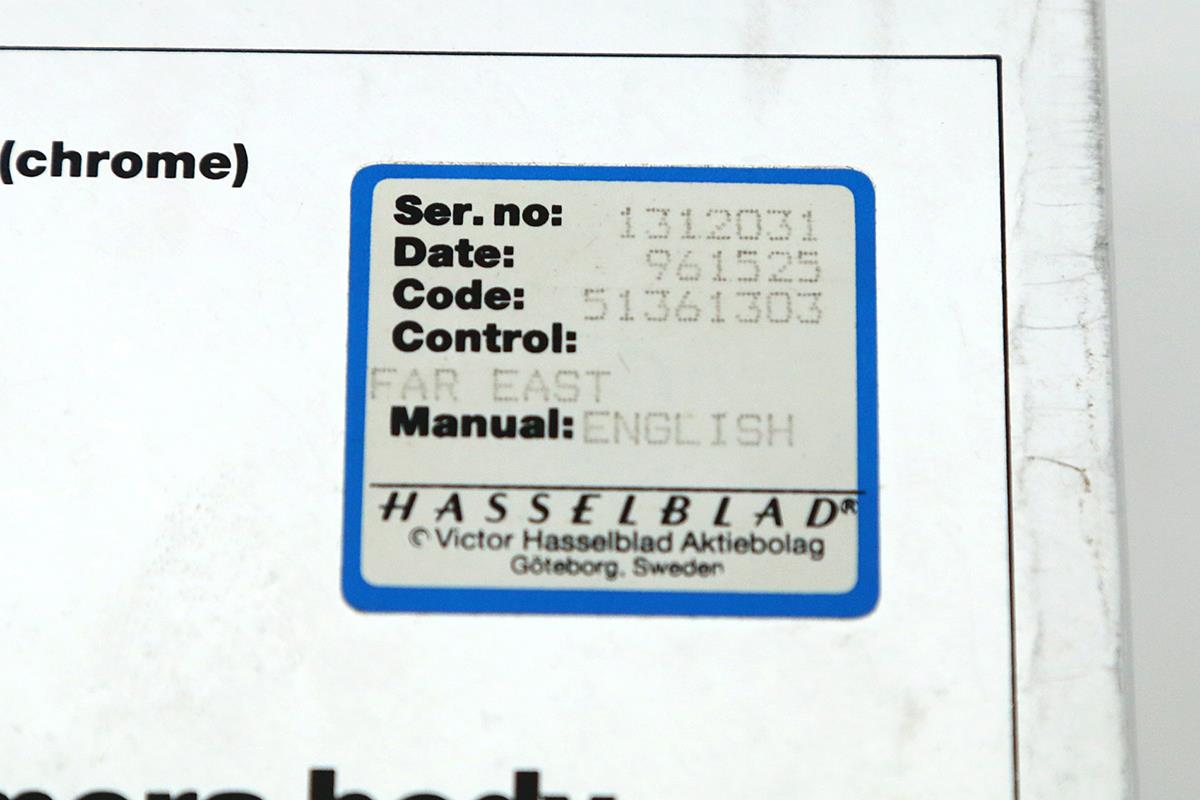 (chrome)
Ser. no: 1312031
Date: 961525
Code: 51361303
Control:
FAR EAST
Manual: ENGLISH
HASSELBLAD®
© Victor Hasselblad Aktiebolag
Göteborg, Sweden
body